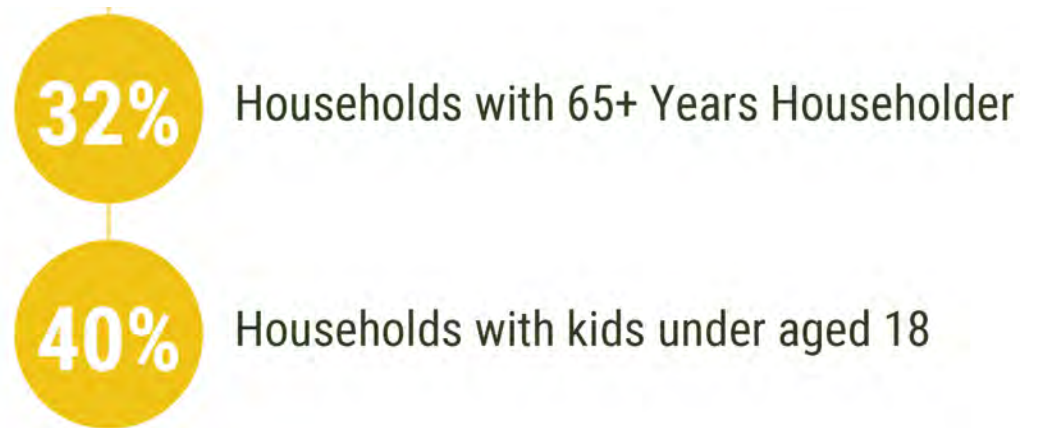 32% Households with 65+ Years Householder
40% Households with kids under aged 18